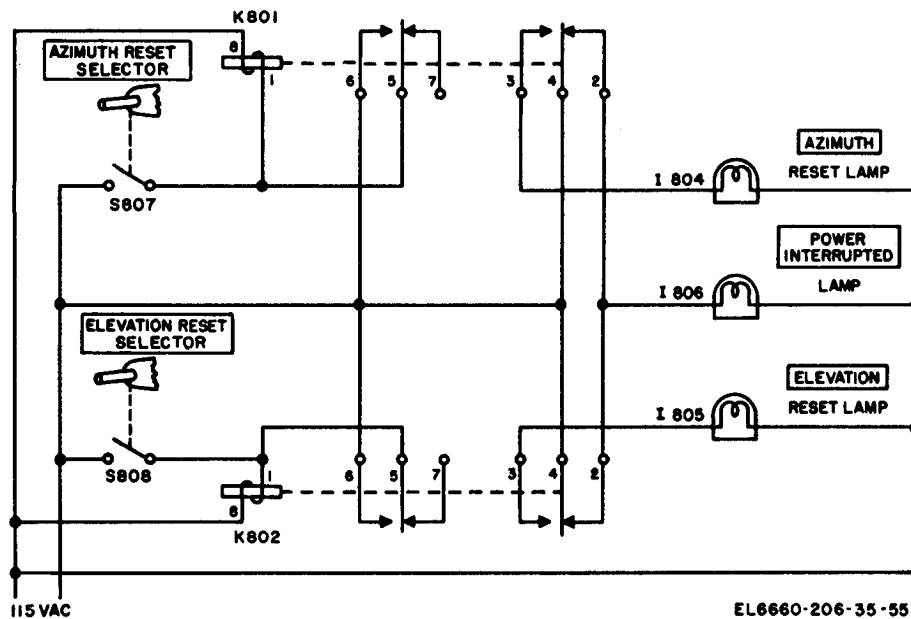 K801
AZIMUTH RESET
SELECTOR
8
1
6
5
7
3
4
2
S807
AZIMUTH
RESET LAMP
I 804
POWER
INTERRUPTED
LAMP
I 806
ELEVATION RESET
SELECTOR
ELEVATION
RESET LAMP
I 805
S808
1
6
5
7
3
4
2
8
K802
115 VAC
EL6660-206-35-55